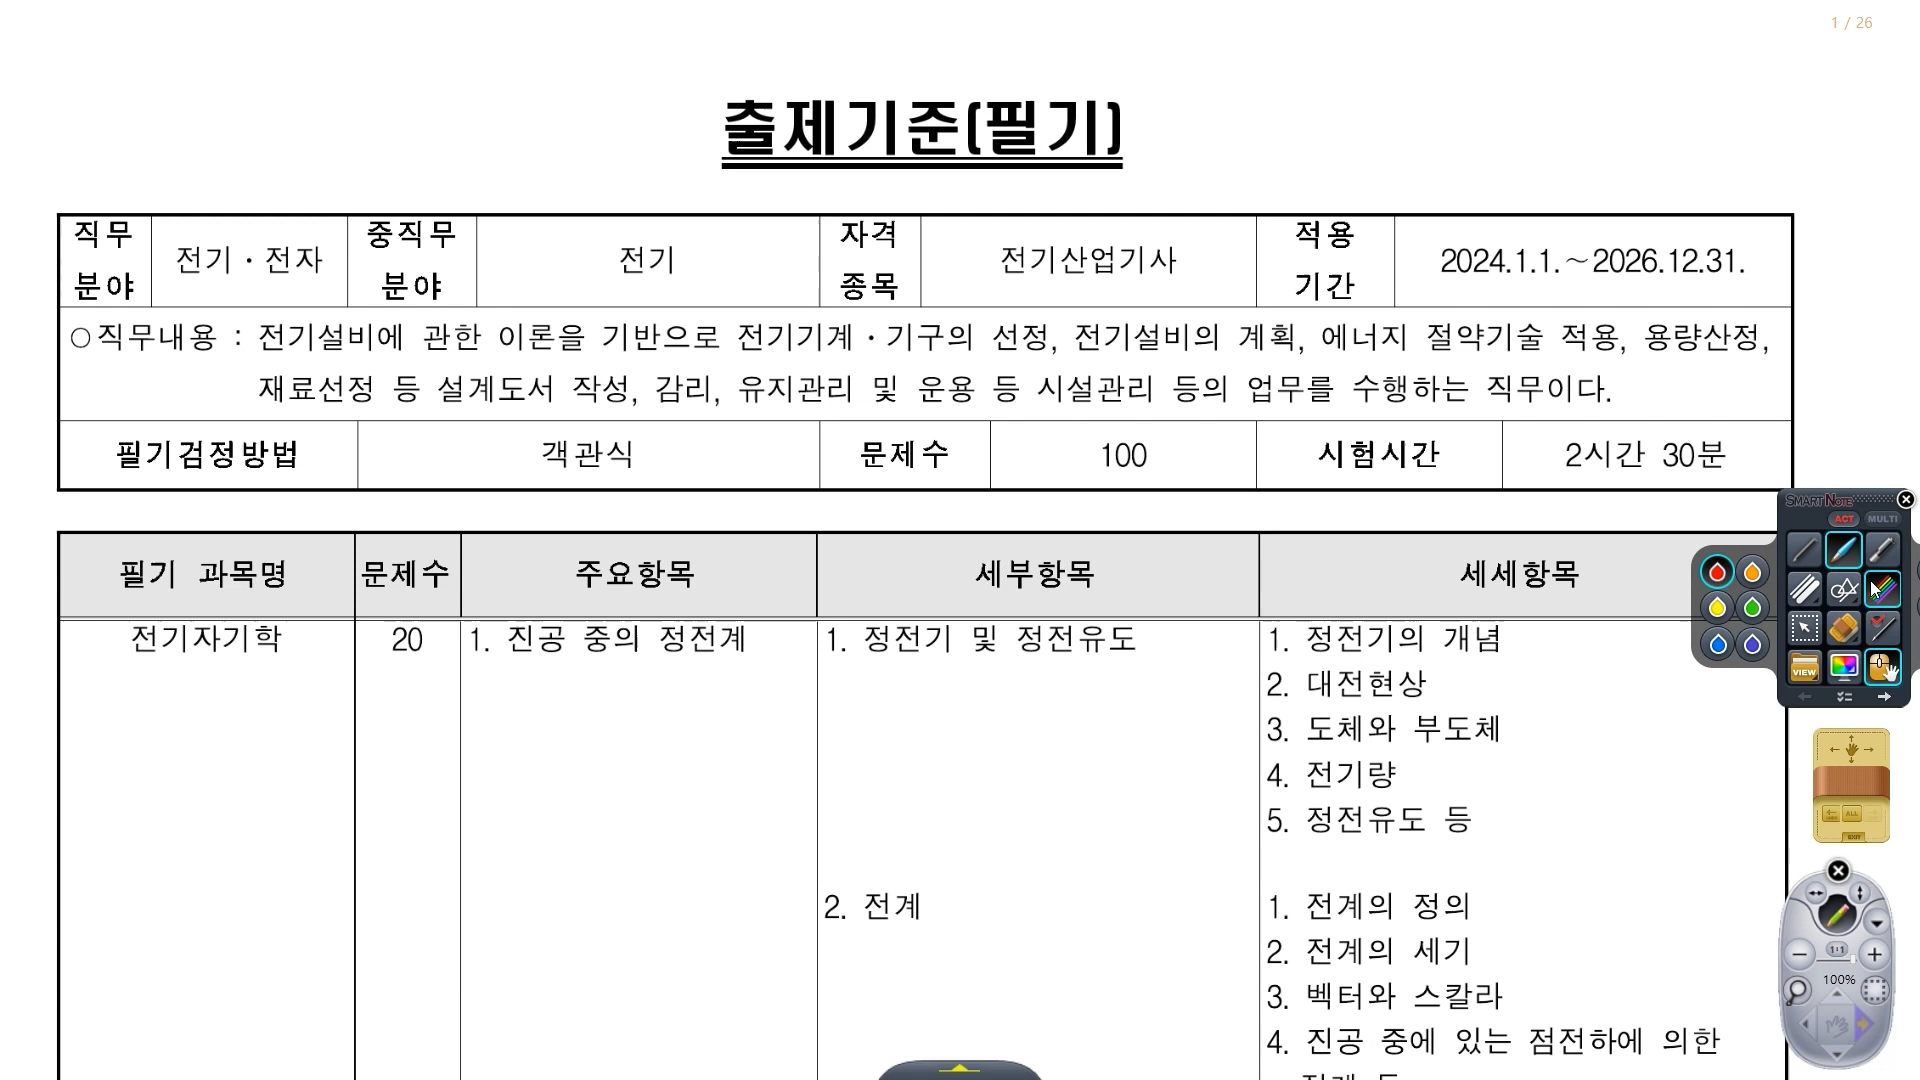 1 / 26
출제기준(필기)
직무 분야 전기·전자 중직무 분야 전기 자격 종목 전기산업기사 적용 기간 2024.1.1.~2026.12.31.
○직무내용 : 전기설비에 관한 이론을 기반으로 전기기계·기구의 선정, 전기설비의 계획, 에너지 절약기술 적용, 용량산정,
재료선정 등 설계도서 작성, 감리, 유지관리 및 운용 등 시설관리 등의 업무를 수행하는 직무이다.
필기검정방법 객관식 문제수 100 시험시간 2시간 30분
필기 과목명 문제수 주요항목 세부항목 세세항목
전기자기학 20 1. 진공 중의 정전계 1. 정전기 및 정전유도 1. 정전기의 개념
2. 대전현상
3. 도체와 부도체
4. 전기량
5. 정전유도 등
2. 전계 1. 전계의 정의
2. 전계의 세기
3. 벡터와 스칼라
4. 진공 중에 있는 점전하에 의한
SMART NOTE
ACT MULTI
VIEW
ALL
EXIT
1:1
100%